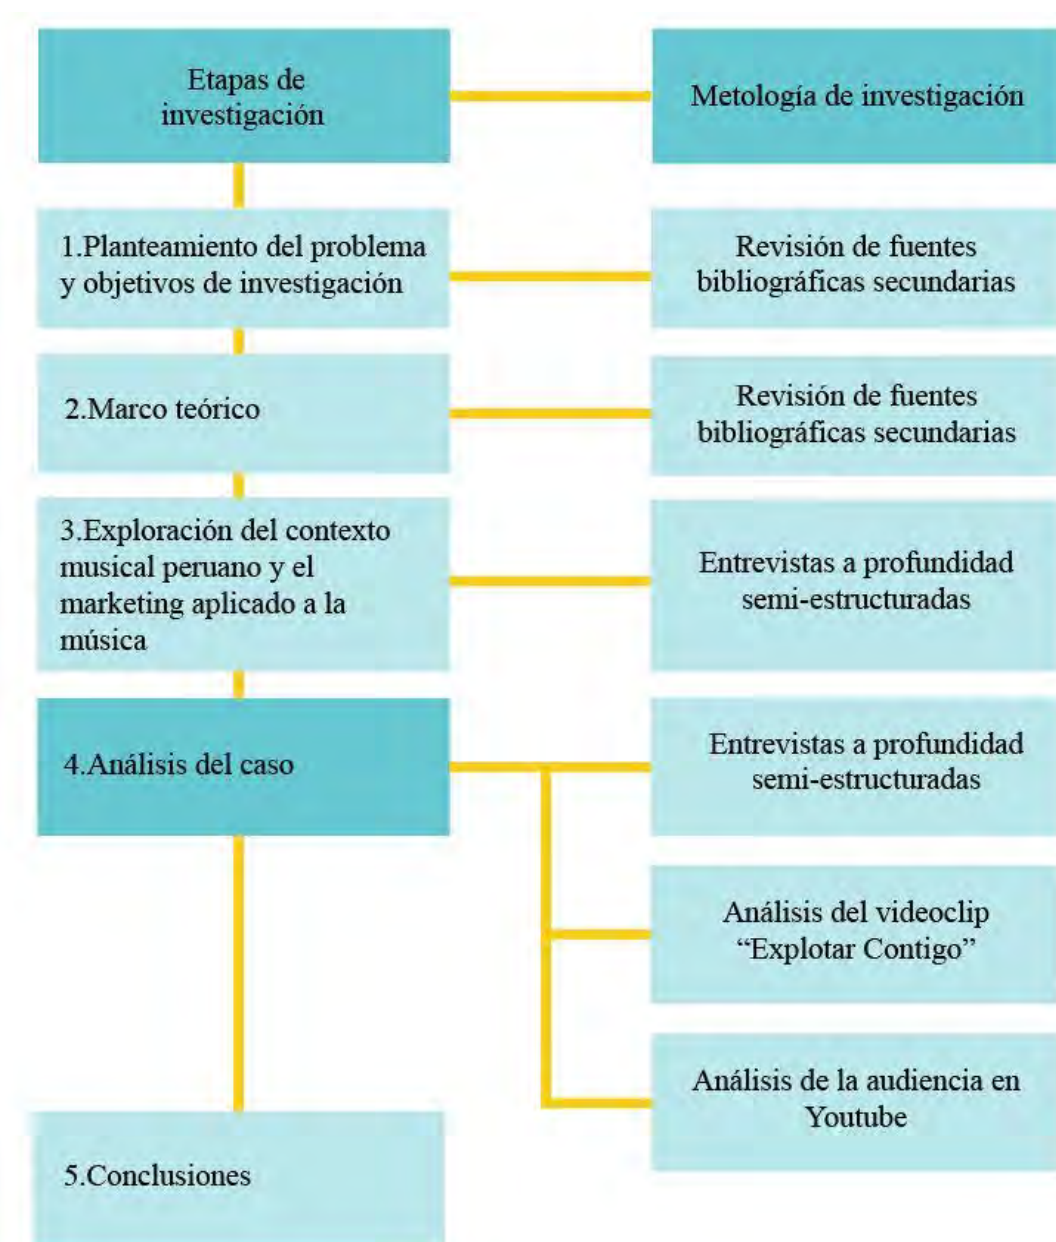 Etapas de
investigación
Metología de investigación
1.Planteamiento del problema
y objetivos de investigación
Revisión de fuentes
bibliográficas secundarias
2.Marco teórico
Revisión de fuentes
bibliográficas secundarias
3.Exploración del contexto
musical peruano y el
marketing aplicado a la
música
Entrevistas a profundidad
semi-estructuradas
4.Análisis del caso
Entrevistas a profundidad
semi-estructuradas
Análisis del videoclip
“Explotar Contigo”
Análisis de la audiencia en
Youtube
5.Conclusiones